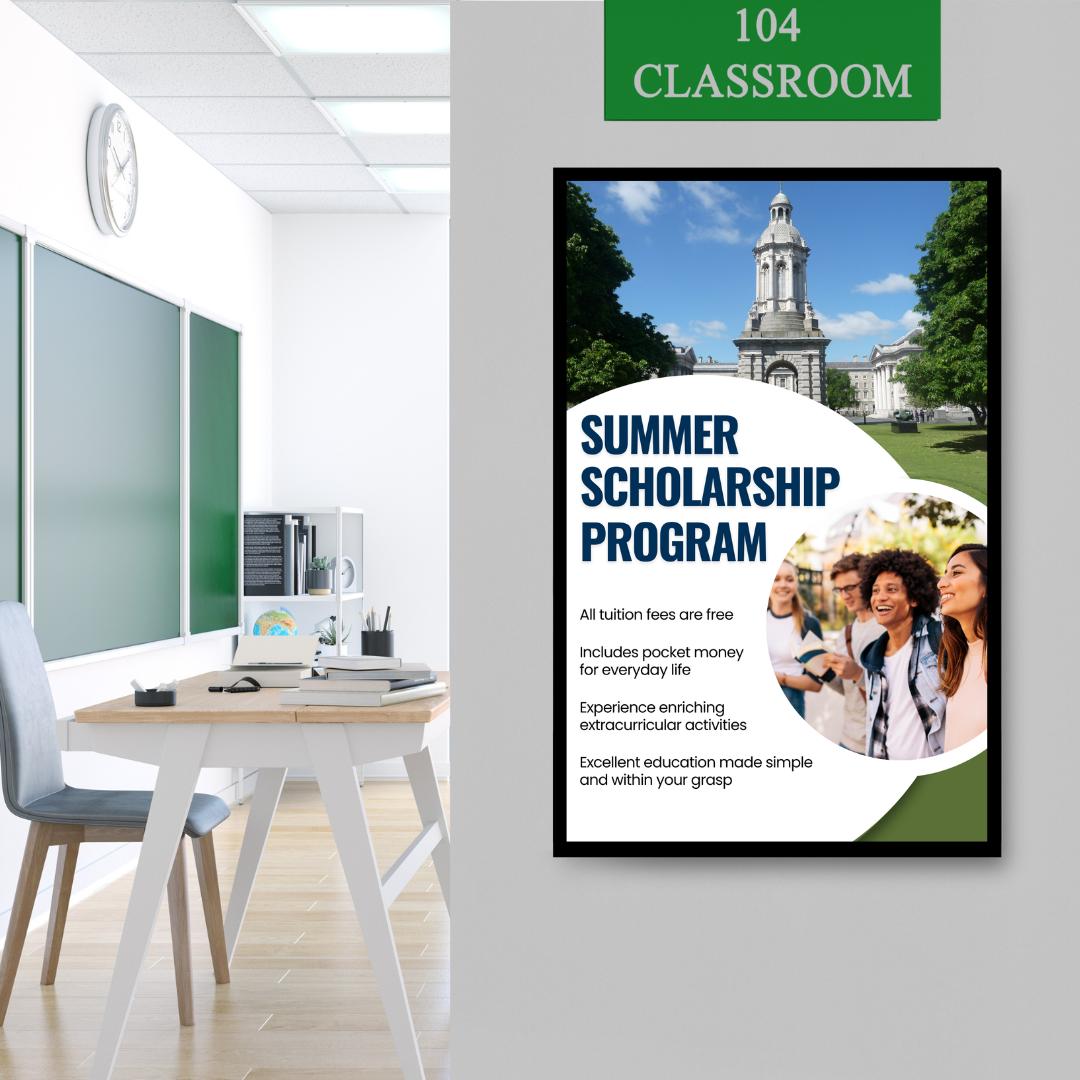 104
CLASSROOM
SUMMER
SCHOLARSHIP
PROGRAM
All tuition fees are free
Includes pocket money
for everyday life
Experience enriching
extracurricular activities
Excellent education made simple
and within your grasp